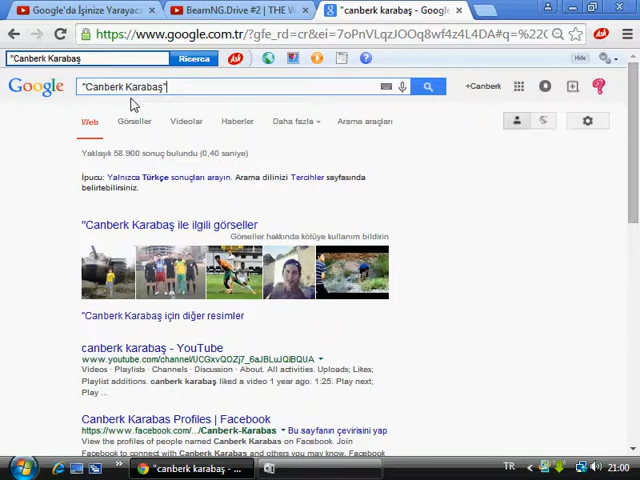 Google'da İşinize Yarayaca
BeamNG.Drive #2 | THE W
"canberk karabaş - Googl
https://www.google.com.tr/?gfe_rd=cr&ei=7oPnVLqzJOOq8wf4z4L4DA#q=%22C
"Canberk Karabaş
Ricerca
Ask
Google
"Canberk Karabaş"
+Canberk
Web
Görseller
Videolar
Haberler
Daha fazla
Arama araçları
Yaklaşık 58.900 sonuç bulundu (0,40 saniye)
İpucu: Yalnızca Türkçe sonuçları arayın. Arama dilinizi Tercihler sayfasında
belirtebilirsiniz.
"Canberk Karabaş ile ilgili görseller
Görseller hakkında kötüye kullanım bildirin
"Canberk Karabaş için diğer resimler
canberk karabaş - YouTube
www.youtube.com/channel/UCGxvQOZj7_6aJBLuJQlBQUA
Videos · Playlists · Channels · Discussion · About. All activities. Uploads; Likes;
Playlist additions. canberk karabaş liked a video 1 year ago. 1:25. Play next;
Play ...
Canberk Karabas Profiles | Facebook
https://www.facebook.com/.../Canberk-Karabas Bu sayfanın çevirisini yap
View the profiles of people named Canberk Karabas on Facebook. Join
Facebook to connect with Canberk Karabas and others you may know. Facebook
"canberk karabaş - ...
TR
21:00